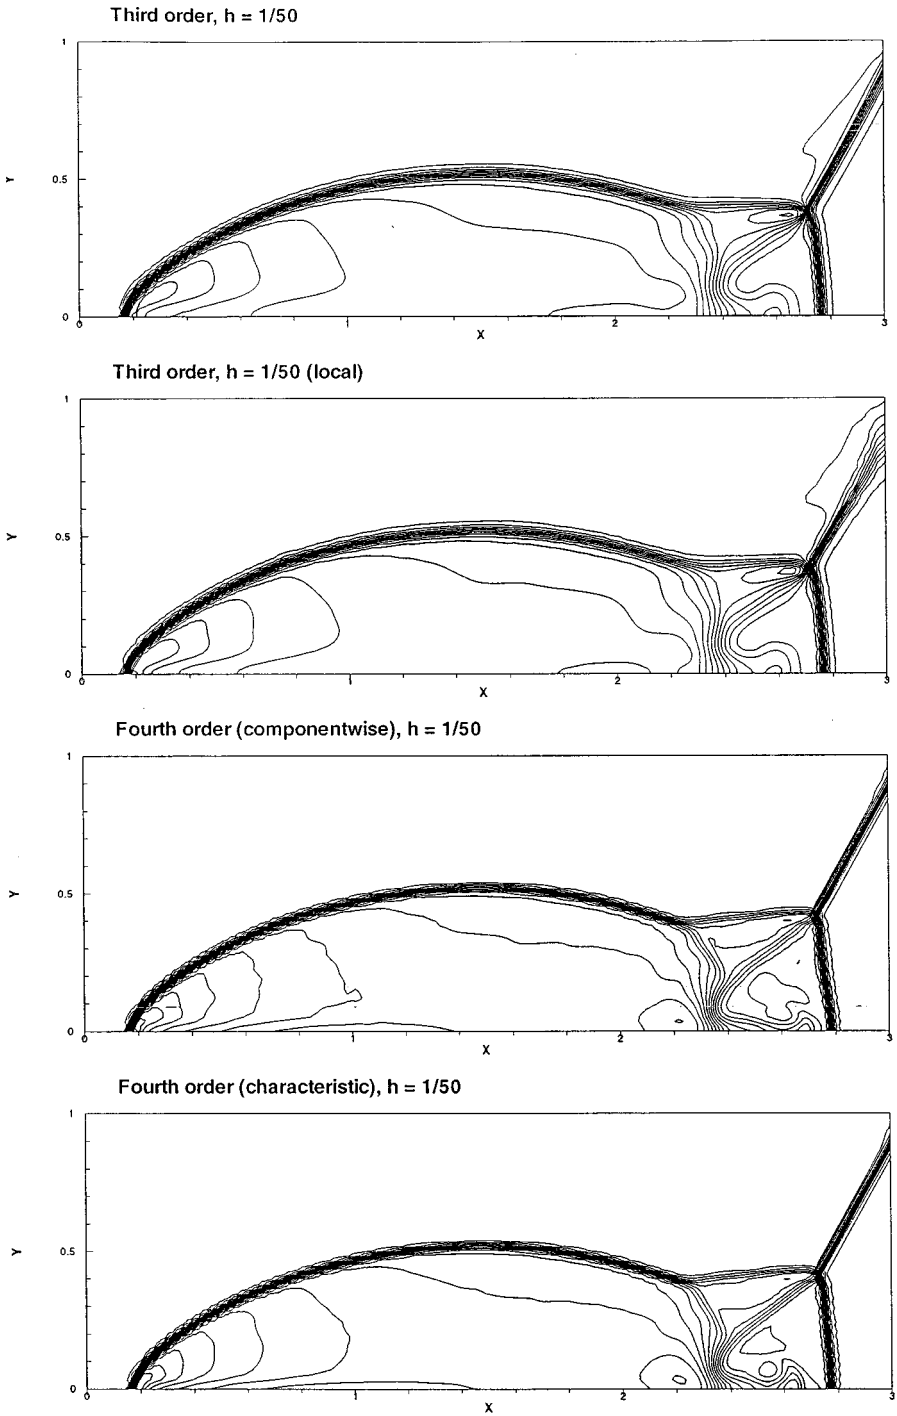 Third order, h = 1/50
1
Y
0.5
0
0 1 2 3
X
Third order, h = 1/50 (local)
1
Y
0.5
0
0 1 2 3
X
Fourth order (componentwise), h = 1/50
1
Y
0.5
0
0 1 2 3
X
Fourth order (characteristic), h = 1/50
1
Y
0.5
0
0 1 2 3
X